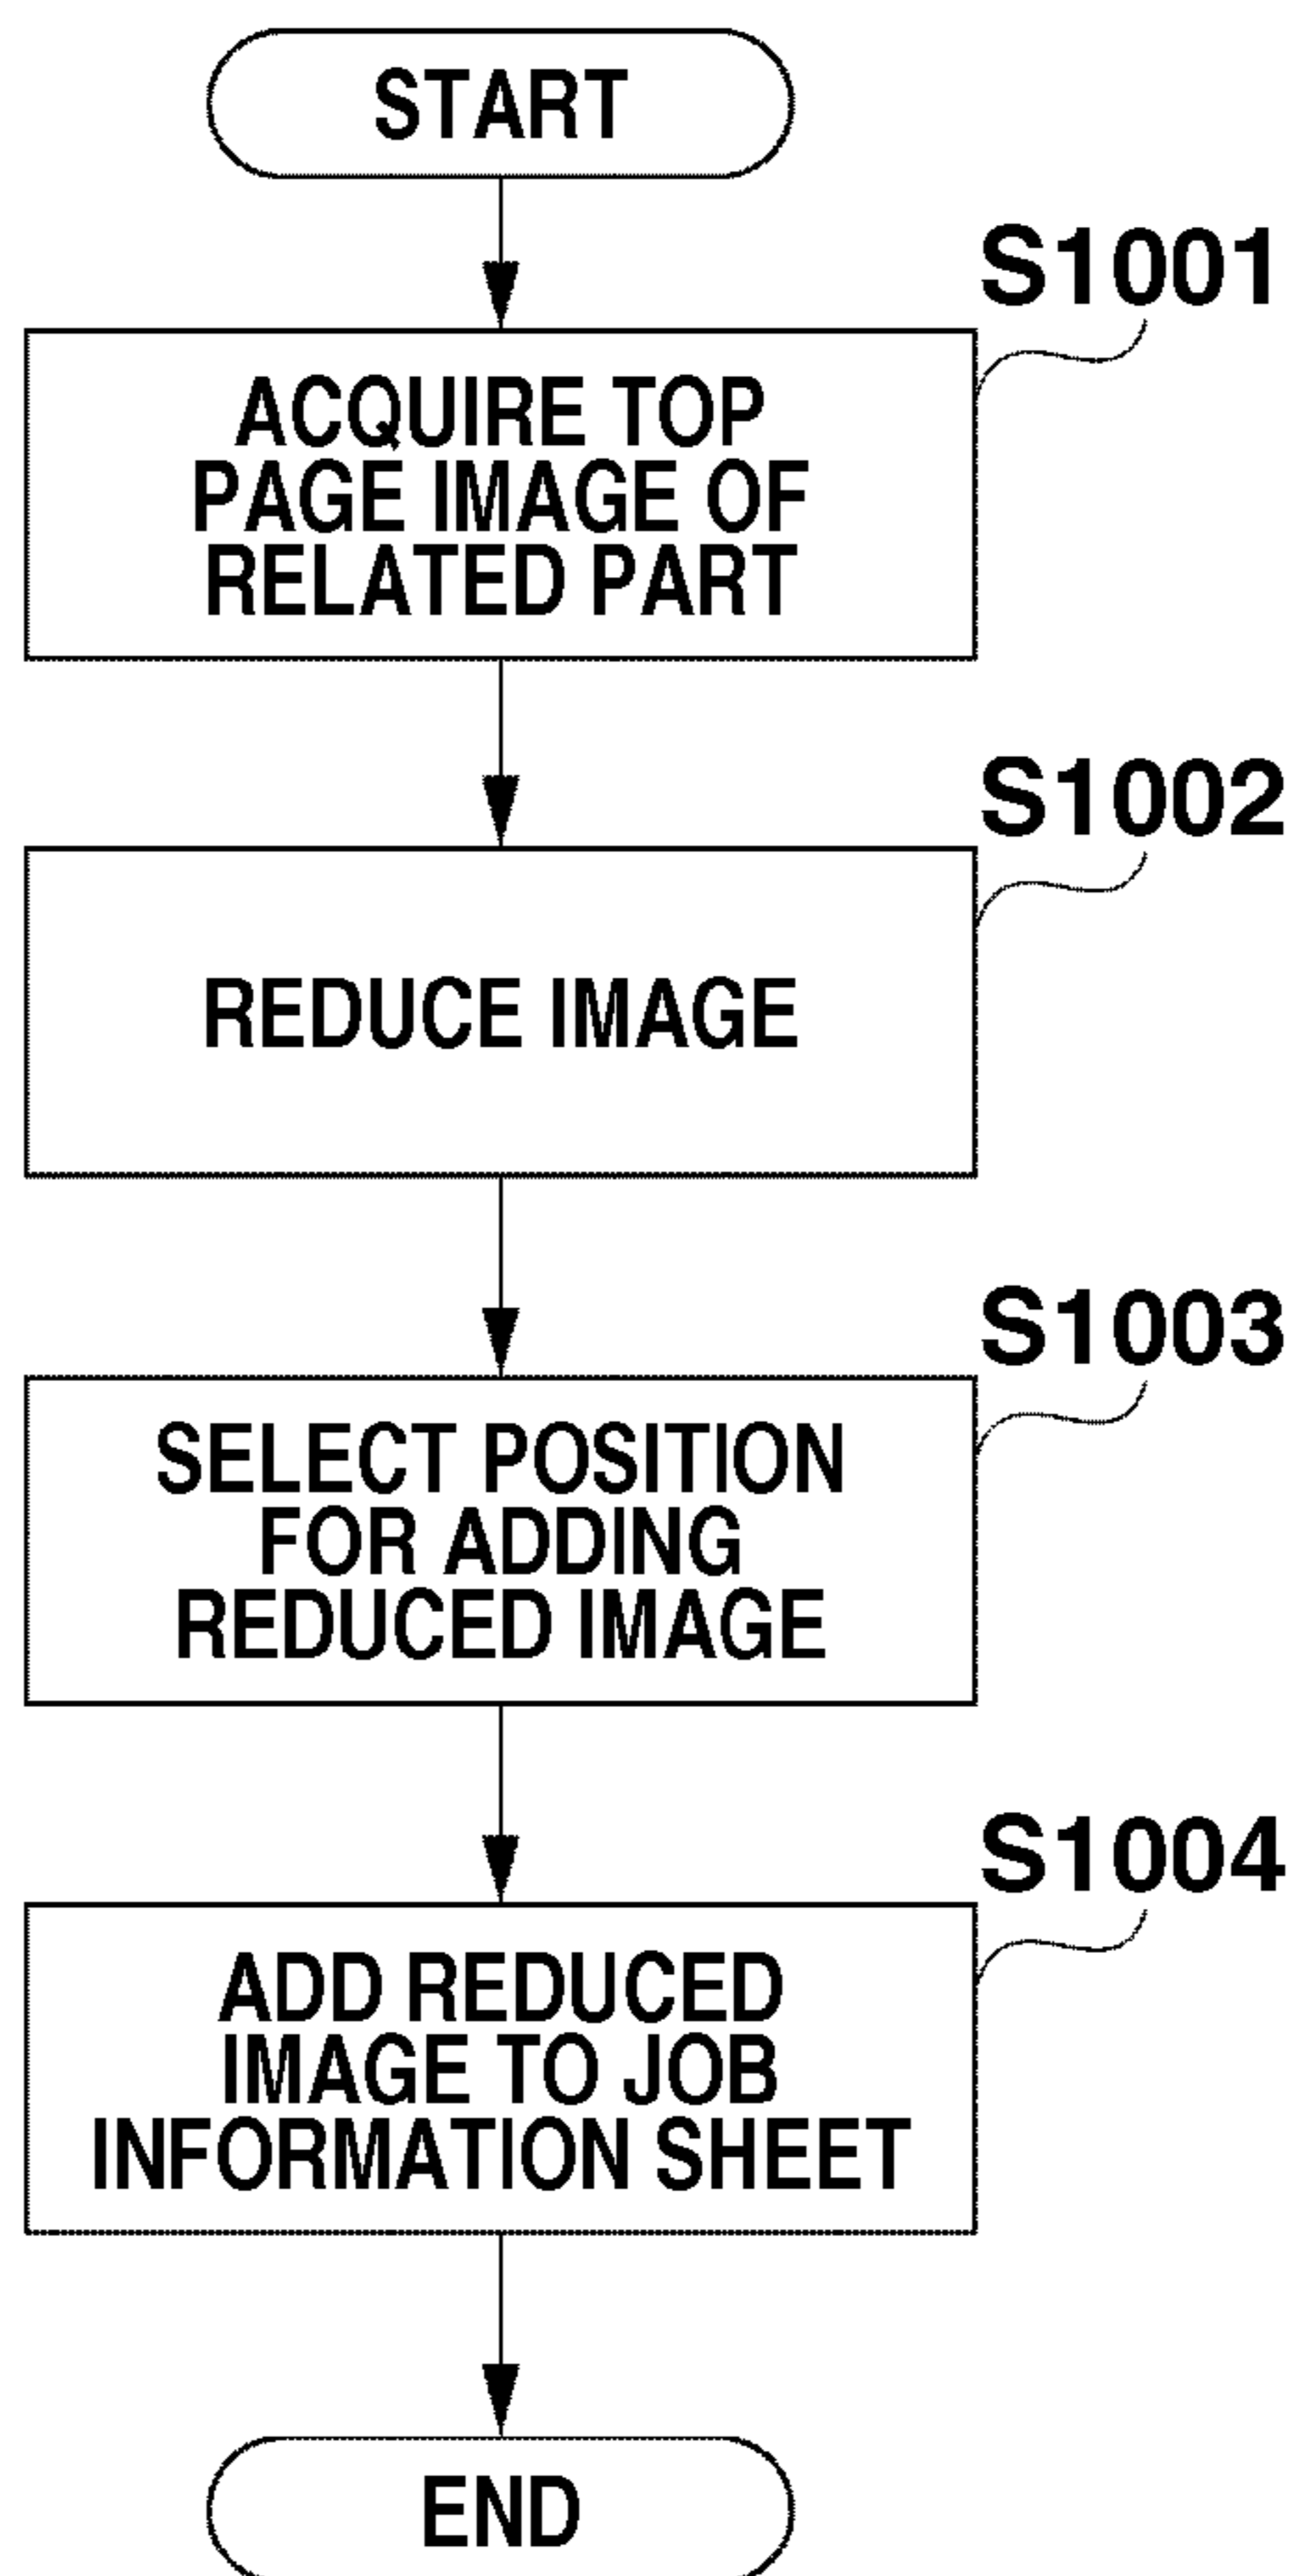 START
S1001
ACQUIRE TOP
PAGE IMAGE OF
RELATED PART
S1002
REDUCE IMAGE
S1003
SELECT POSITION
FOR ADDING
REDUCED IMAGE
S1004
ADD REDUCED
IMAGE TO JOB
INFORMATION SHEET
END